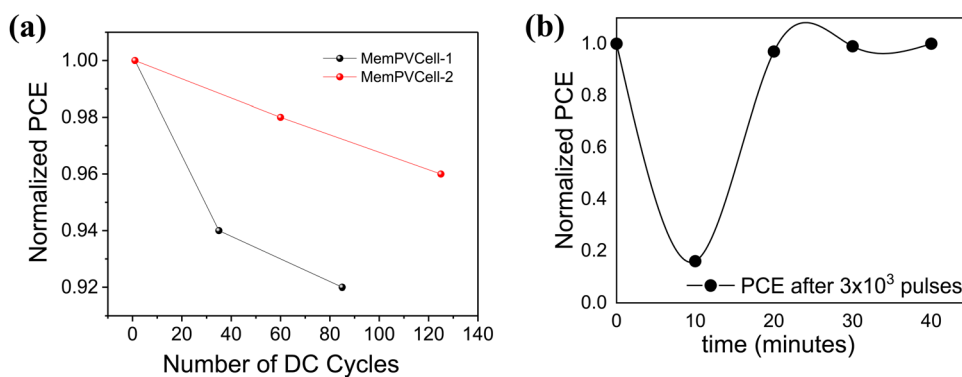 (a)
Normalized PCE
1.00
0.98
0.96
0.94
0.92
MemPVCell-1
MemPVCell-2
0 20 40 60 80 100 120 140
Number of DC Cycles
(b)
Normalized PCE
1.0
0.8
0.6
0.4
0.2
0.0
PCE after 3x10³ pulses
0 10 20 30 40
time (minutes)